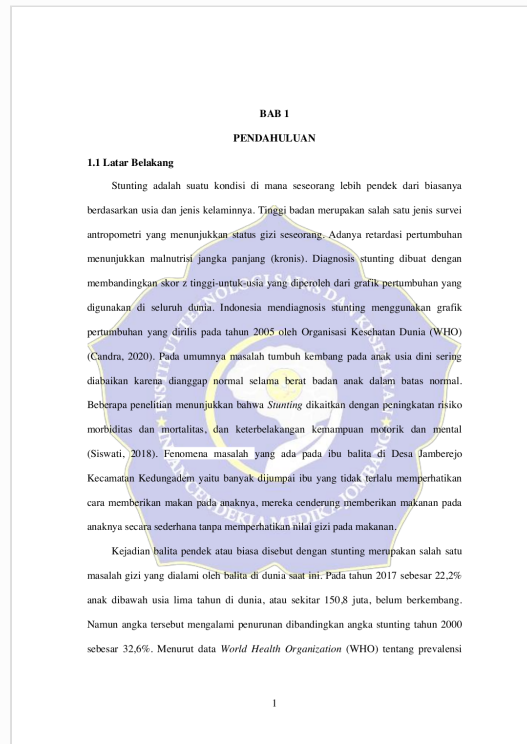 BAB 1
PENDAHULUAN
1.1 Latar Belakang
Stunting adalah suatu kondisi di mana seseorang lebih pendek dari biasanya
berdasarkan usia dan jenis kelaminnya. Tinggi badan merupakan salah satu jenis survei
antropometri yang menunjukkan status gizi seseorang. Adanya retardasi pertumbuhan
menunjukkan malnutrisi jangka panjang (kronis). Diagnosis stunting dibuat dengan
membandingkan skor z tinggi-untuk-usia yang diperoleh dari grafik pertumbuhan yang
digunakan di seluruh dunia. Indonesia mendiagnosis stunting menggunakan grafik
pertumbuhan yang dirilis pada tahun 2005 oleh Organisasi Kesehatan Dunia (WHO)
(Candra, 2020). Pada umumnya masalah tumbuh kembang pada anak usia dini sering
diabaikan karena dianggap normal selama berat badan anak dalam batas normal.
Beberapa penelitian menunjukkan bahwa Stunting dikaitkan dengan peningkatan risiko
morbiditas dan mortalitas, dan keterbelakangan kemampuan motorik dan mental
(Siswati, 2018). Fenomena masalah yang ada pada ibu balita di Desa Jamberejo
Kecamatan Kedungadem yaitu banyak dijumpai ibu yang tidak terlalu memperhatikan
cara memberikan makan pada anaknya, mereka cenderung memberikan makanan pada
anaknya secara sederhana tanpa memperhatikan nilai gizi pada makanan.
Kejadian balita pendek atau biasa disebut dengan stunting merupakan salah satu
masalah gizi yang dialami oleh balita di dunia saat ini. Pada tahun 2017 sebesar 22,2%
anak dibawah usia lima tahun di dunia, atau sekitar 150,8 juta, belum berkembang.
Namun angka tersebut mengalami penurunan dibandingkan angka stunting tahun 2000
sebesar 32,6%. Menurut data World Health Organization (WHO) tentang prevalensi
1
INSTITUT TEKNOLOGI SAINS DAN KESEHATAN
INSAN CENDEKIA MEDIKA JOMBANG